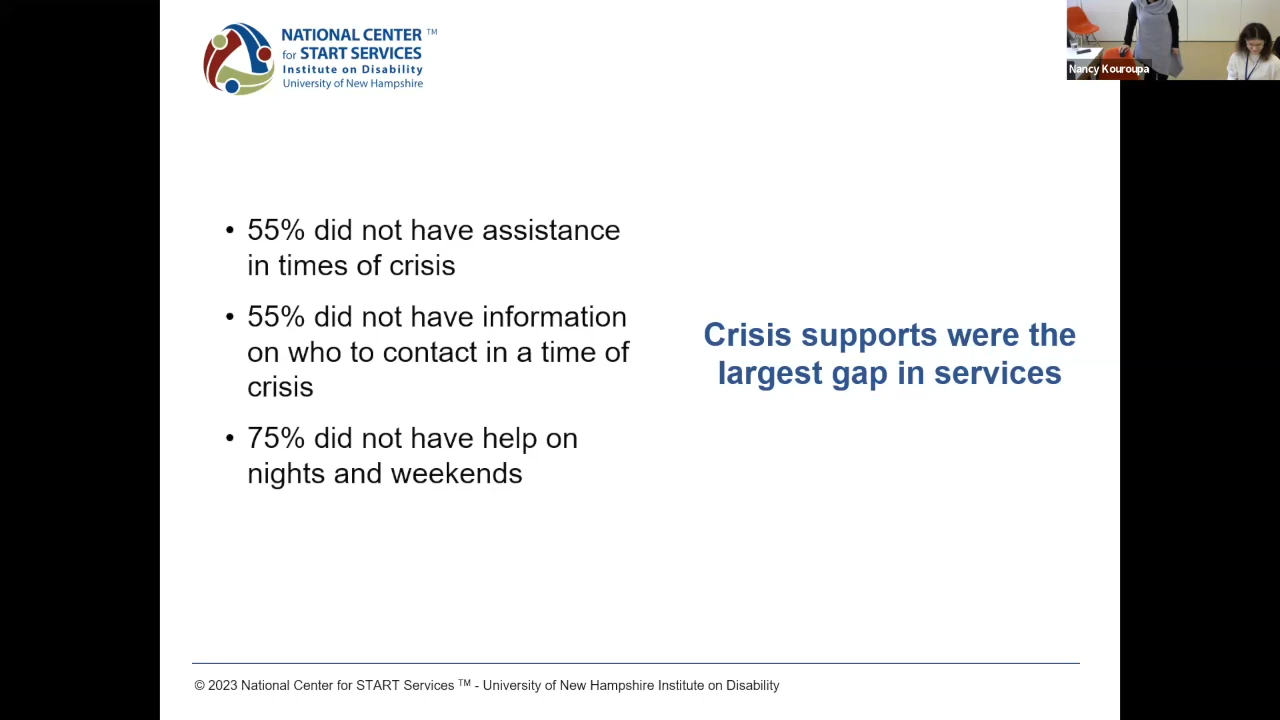 NATIONAL CENTER TM
for START SERVICES
Institute on Disability
University of New Hampshire
Nancy Kouroupa
• 55% did not have assistance
in times of crisis
• 55% did not have information
on who to contact in a time of
crisis
• 75% did not have help on
nights and weekends
Crisis supports were the
largest gap in services
© 2023 National Center for START Services TM - University of New Hampshire Institute on Disability